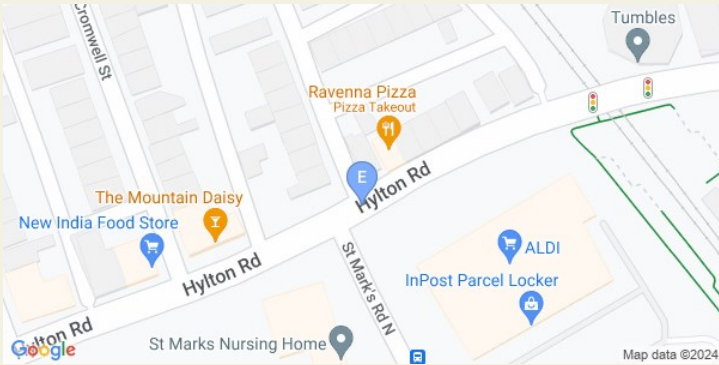 Cromwell St
Tumbles
Ravenna Pizza
Pizza Takeout
E
Hylton Rd
The Mountain Daisy
New India Food Store
Hylton Rd
St Mark's Rd N
ALDI
InPost Parcel Locker
Hylton Rd
St Marks Nursing Home
Google
Map data ©2024